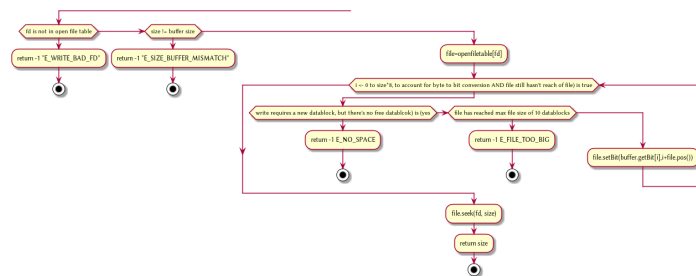 fd is not in open file table
size != buffer size
return -1 "E_WRITE_BAD_FD"
return -1 "E_SIZE_BUFFER_MISMATCH"
file=openfiletable[fd]
i <- 0 to size*8, to account for byte to bit conversion AND file still hasn't reach of file) is true
write requires a new datablock, but there's no free datablcok) is (yes
file has reached max file size of 10 datablocks
return -1 E_NO_SPACE
return -1 E_FILE_TOO_BIG
file.setBit(buffer.getBit[i],i+file.pos())
file.seek(fd, size)
return size